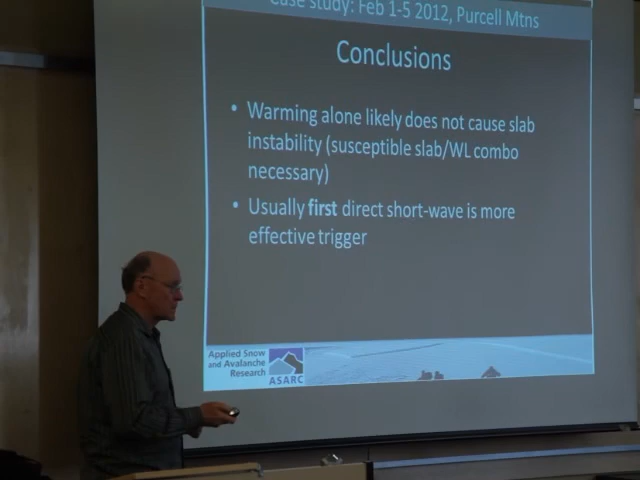 Case study: Feb 1-5 2012, Purcell Mtns
Conclusions
• Warming alone likely does not cause slab
instability (susceptible slab/WL combo
necessary)
• Usually first direct short-wave is more
effective trigger
Applied Snow
and Avalanche
Research
ASARC